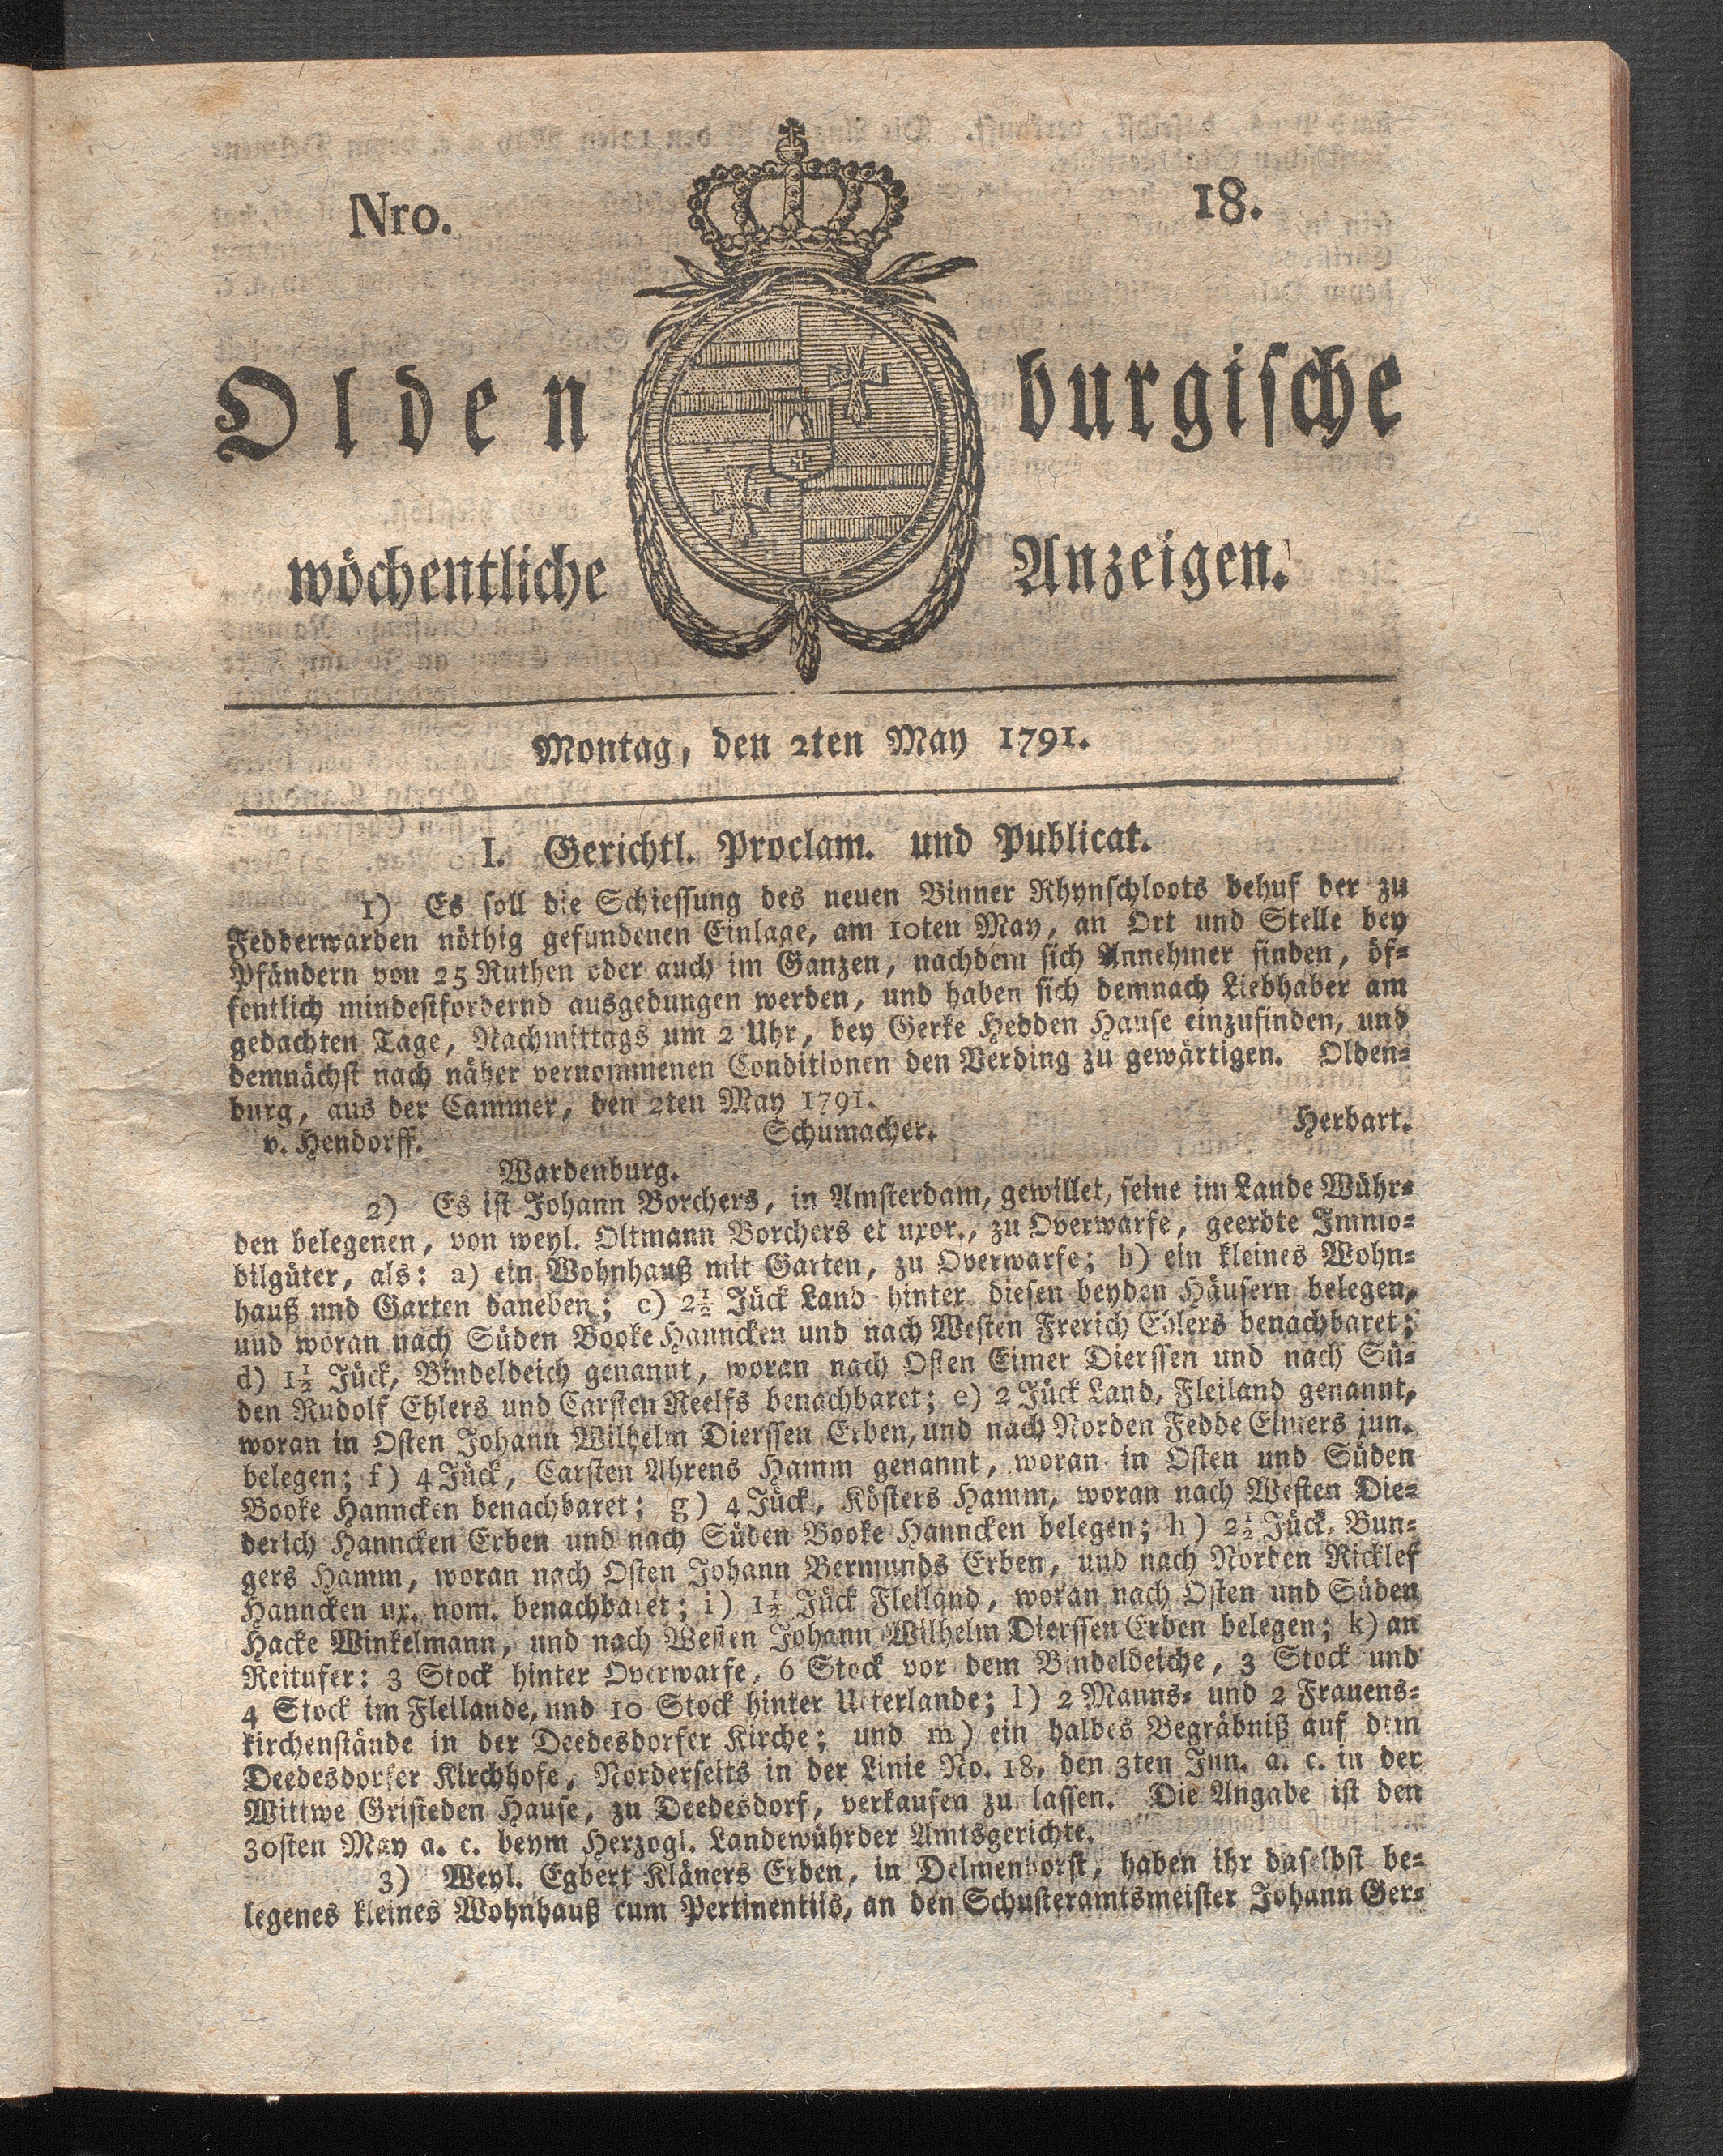 Nro. 18.
Oldenburgische
wöchentliche Anzeigen.
Montag, den 2ten May 1791.
I. Gerichtl. Proclam. und Publicat.
1) Es soll die Schiessung des neuen Binner Rhynschloots behuf der zu
Fedderwarden nöthig gefundenen Einlage, am 10ten May, an Ort und Stelle bey
Pfändern von 25 Ruthen oder auch im Ganzen, nachdem sich Annehmer finden, öf-
fentlich mindestfordernd ausgedungen werden, und haben sich demnach Liebhaber am
gedachten Tage, Nachmittags um 2 Uhr, bey Gerke Hedden Hause einzufinden, und
demnächst nach näher vernommenen Conditionen den Verding zu gewärtigen. Olden-
burg, aus der Cammer, den 2ten May 1791.
v. Hendorff. Schumacher. Herbart.
Wardenburg.
2) Es ist Johann Borchers, in Amsterdam, gewillet, seine im Lande Wühr-
den belegenen, von weyl. Oltmann Borchers et uxor., zu Overwarfe, geerbte Immo-
bilgüter, als: a) ein Wohnhauß mit Garten, zu Overwarfe; b) ein kleines Wohn-
hauß und Garten daneben; c) 2½ Jück Land hinter diesen beyden Häusern belegen,
und woran nach Süden Booke Hanncken und nach Westen Frerich Ehlers benachbaret;
d) 1½ Jück, Bindeldeich genannt, woran nach Osten Eimer Dierssen und nach Sü-
den Rudolf Ehlers und Carsten Reelfs benachbaret; e) 2 Jück Land, Fleiland genannt,
woran in Osten Johann Wilhelm Dierssen Erben, und nach Norden Fedde Eimers jun.
belegen; f) 4 Jück, Carsten Ahrens Hamm genannt, woran in Osten und Süden
Booke Hanncken benachbaret; g) 4 Jück, Kösters Hamm, woran nach Westen Die-
derich Hanncken Erben und nach Süden Booke Hanncken belegen; h) 2½ Jück, Bun-
gers Hamm, woran nach Osten Johann Bermunds Erben, und nach Norden Ricklef
Hanncken ux. nom. benachbaret; i) 1½ Jück Fleiland, woran nach Osten und Süden
Hacke Winkelmann, und nach Westen Johann Wilhelm Dierssen Erben belegen; k) an
Reitufer: 3 Stock hinter Overwarfe, 6 Stock vor dem Bindeldeiche, 3 Stock und
4 Stock im Fleilande, und 10 Stock hinter Uiterlande; l) 2 Manns- und 2 Frauens-
kirchenstände in der Deedesdorfer Kirche; und m) ein halbes Begräbniß auf dem
Deedesdorfer Kirchhofe, Norderseits in der Linie No. 18, den 3ten Jun. a. c. in der
Wittwe Gristeden Hause, zu Deedesdorf, verkaufen zu lassen. Die Angabe ist den
30sten May a. c. beym Herzogl. Landewührder Amtsgerichte.
3) Weyl. Egbert Kläners Erben, in Delmenhorst, haben ihr daselbst be-
legenes kleines Wohnhauß cum Pertinentiis, an den Schusteramtsmeister Johann Ger-